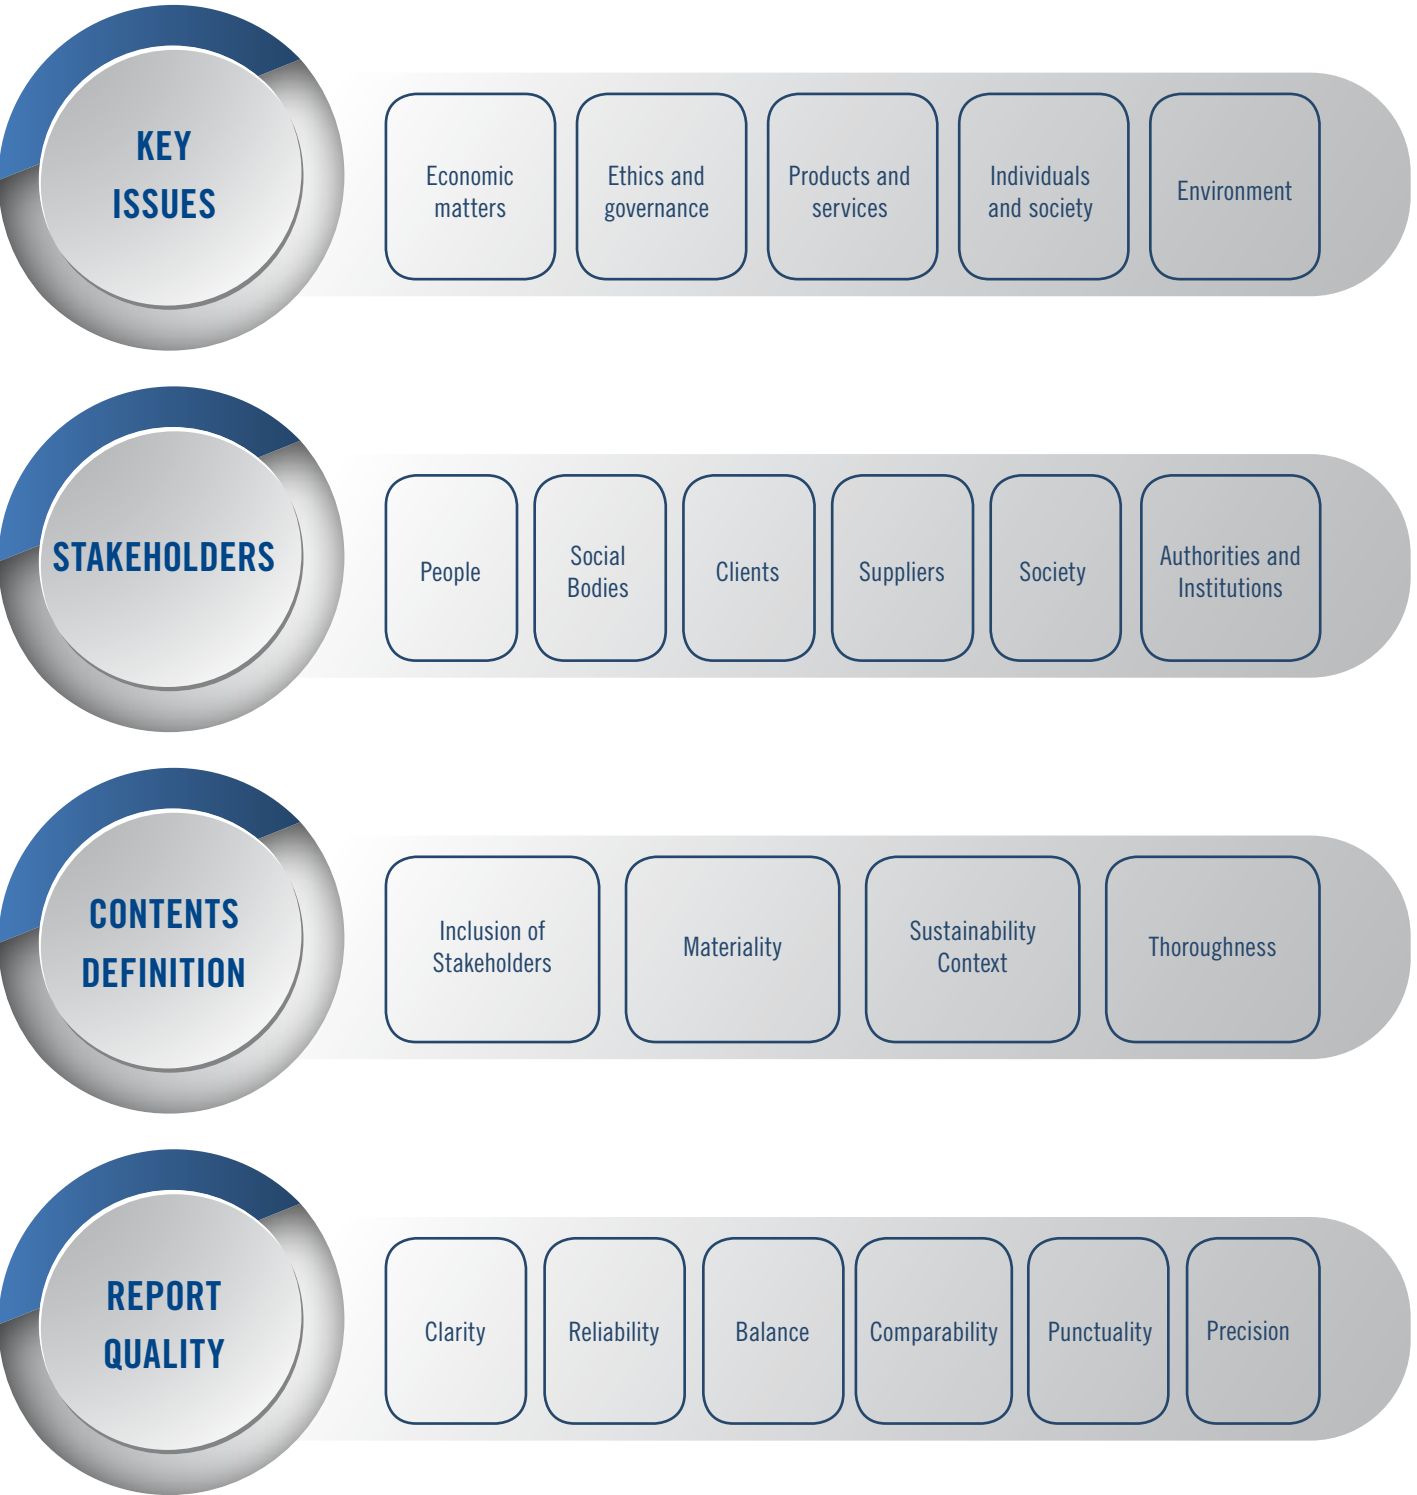 KEY
ISSUES
Economic
matters
Ethics and
governance
Products and
services
Individuals
and society
Environment
STAKEHOLDERS
People
Social
Bodies
Clients
Suppliers
Society
Authorities and
Institutions
CONTENTS
DEFINITION
Inclusion of
Stakeholders
Materiality
Sustainability
Context
Thoroughness
REPORT
QUALITY
Clarity
Reliability
Balance
Comparability
Punctuality
Precision